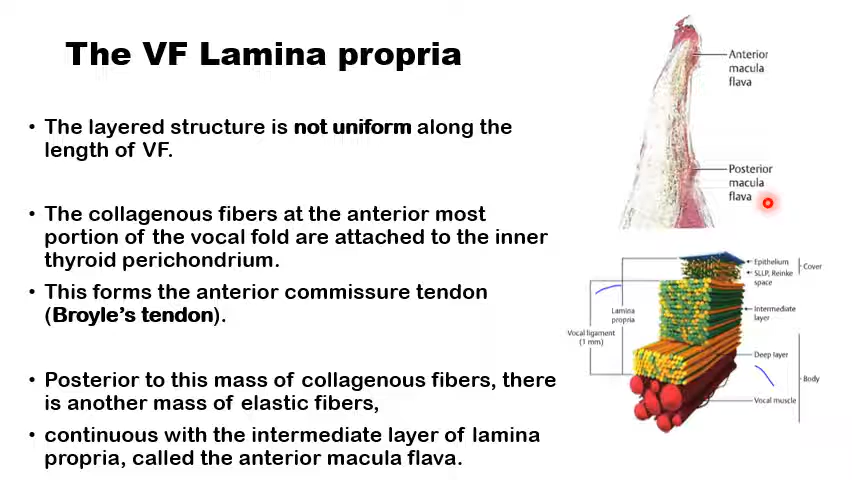 The VF Lamina propria
• The layered structure is not uniform along the
length of VF.
• The collagenous fibers at the anterior most
portion of the vocal fold are attached to the inner
thyroid perichondrium.
• This forms the anterior commissure tendon
(Broyle's tendon).
• Posterior to this mass of collagenous fibers, there
is another mass of elastic fibers,
• continuous with the intermediate layer of lamina
propria, called the anterior macula flava.
Anterior
macula
flava
Posterior
macula
flava
Epithelium
SLLP, Reinke
space
Cover
Lamina
propria
Intermediate
layer
Vocal ligament
(1 mm)
Deep layer
Body
Vocal muscle